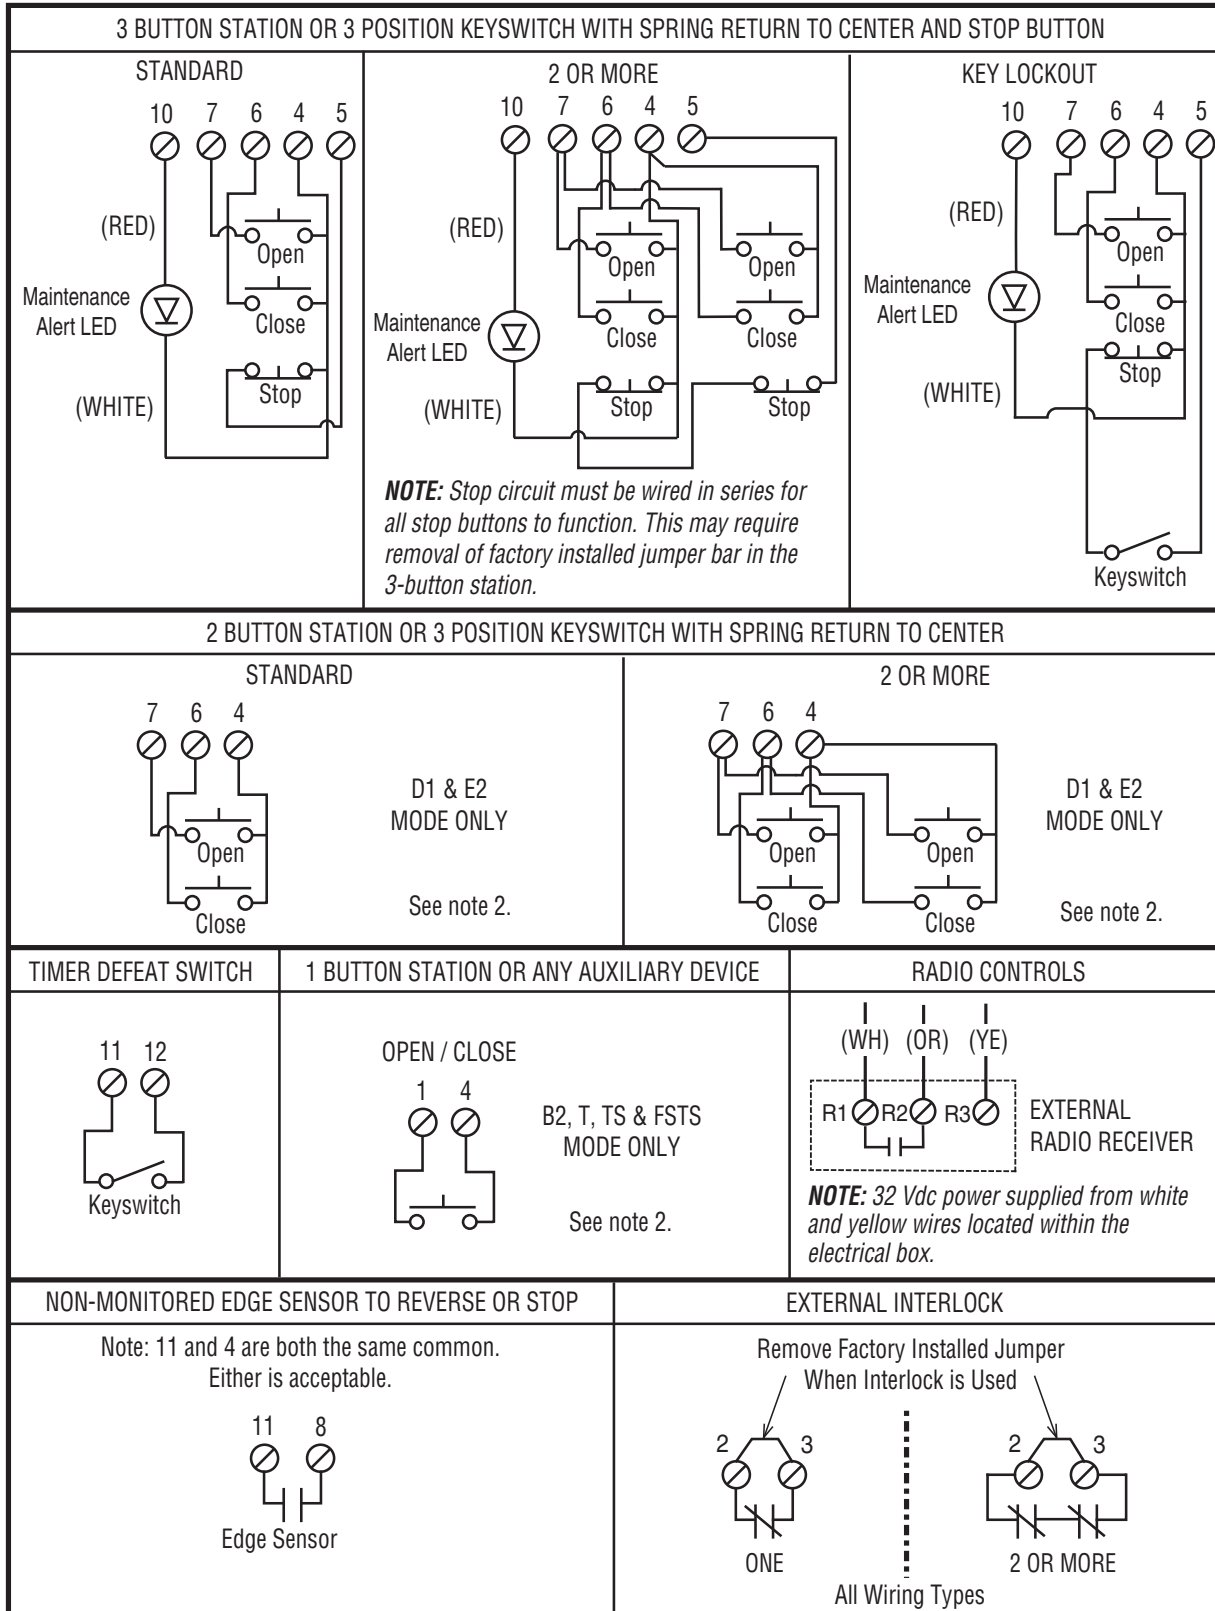 3 BUTTON STATION OR 3 POSITION KEYSWITCH WITH SPRING RETURN TO CENTER AND STOP BUTTON
STANDARD
10 7 6 4 5
(RED)
Open
Maintenance
Alert LED
Close
Stop
(WHITE)
2 OR MORE
10 7 6 4 5
(RED)
Open Open
Maintenance
Alert LED
Close Close
Stop Stop
(WHITE)
NOTE: Stop circuit must be wired in series for
all stop buttons to function. This may require
removal of factory installed jumper bar in the
3-button station.
KEY LOCKOUT
10 7 6 4 5
(RED)
Open
Maintenance
Alert LED
Close
Stop
(WHITE)
Keyswitch
2 BUTTON STATION OR 3 POSITION KEYSWITCH WITH SPRING RETURN TO CENTER
STANDARD
7 6 4
Open
Close
D1 & E2
MODE ONLY
See note 2.
2 OR MORE
7 6 4
Open Open
Close Close
D1 & E2
MODE ONLY
See note 2.
TIMER DEFEAT SWITCH
11 12
Keyswitch
1 BUTTON STATION OR ANY AUXILIARY DEVICE
OPEN / CLOSE
1 4
B2, T, TS & FSTS
MODE ONLY
See note 2.
RADIO CONTROLS
(WH) (OR) (YE)
R1 R2 R3
EXTERNAL
RADIO RECEIVER
NOTE: 32 Vdc power supplied from white
and yellow wires located within the
electrical box.
NON-MONITORED EDGE SENSOR TO REVERSE OR STOP
Note: 11 and 4 are both the same common.
Either is acceptable.
11 8
Edge Sensor
EXTERNAL INTERLOCK
Remove Factory Installed Jumper
When Interlock is Used
2 3
ONE
2 3
2 OR MORE
All Wiring Types